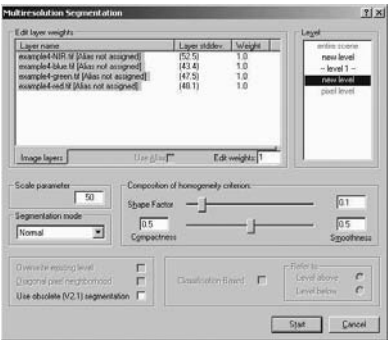 Multiresolution Segmentation
Edit layer weights
Layer name Layer stddev. Weight
example4-NIR.tif [Alias not assigned] (52.5) 1.0
example4-blue.tif [Alias not assigned] (43.4) 1.0
example4-green.tif [Alias not assigned] (47.5) 1.0
example4-red.tif [Alias not assigned] (46.1) 1.0
Image layers
Use Alias
Edit weights: 1
Level
entire scene
new level
-- level 1 --
new level
pixel level
Scale parameter
50
Segmentation mode
Normal
Composition of homogeneity criterion:
Shape Factor 0.1
0.5 0.5
Compactness Smoothness
Overwrite existing level
Diagonal pixel neighborhood
Use obsolete (V2.1) segmentation
Classification Based
Refer to
Level above
Level below
Start Cancel